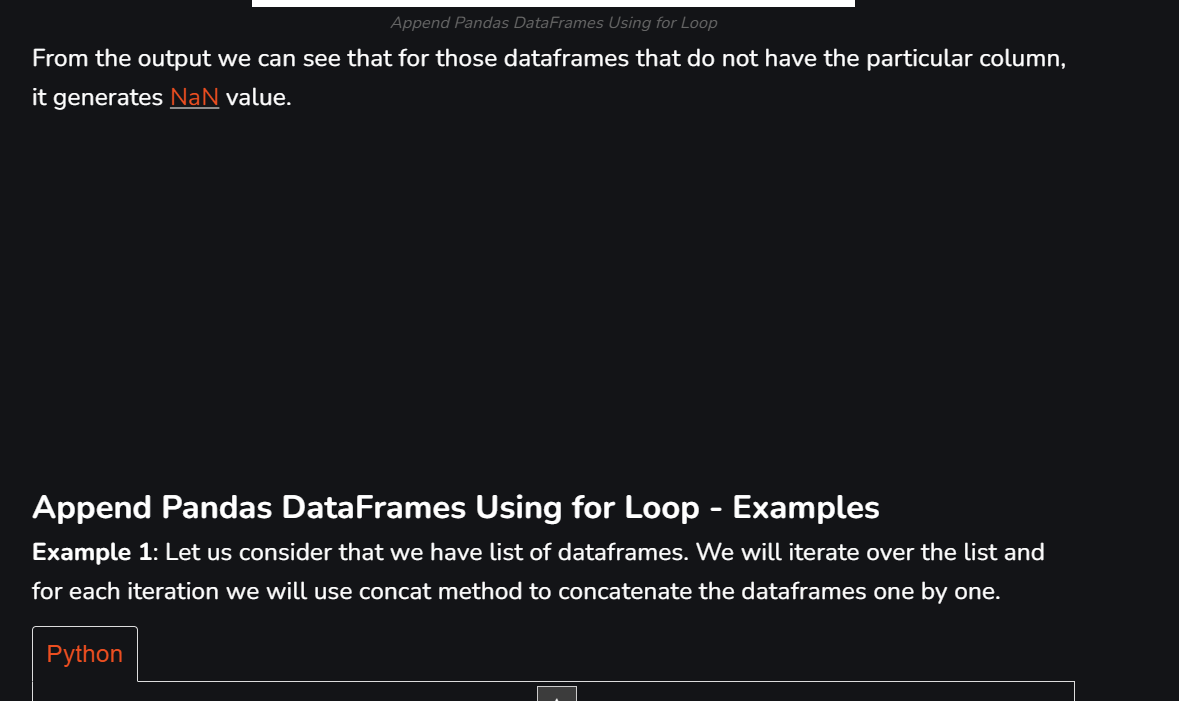 Append Pandas DataFrames Using for Loop
From the output we can see that for those dataframes that do not have the particular column,
it generates NaN value.
Append Pandas DataFrames Using for Loop - Examples
Example 1: Let us consider that we have list of dataframes. We will iterate over the list and
for each iteration we will use concat method to concatenate the dataframes one by one.
Python